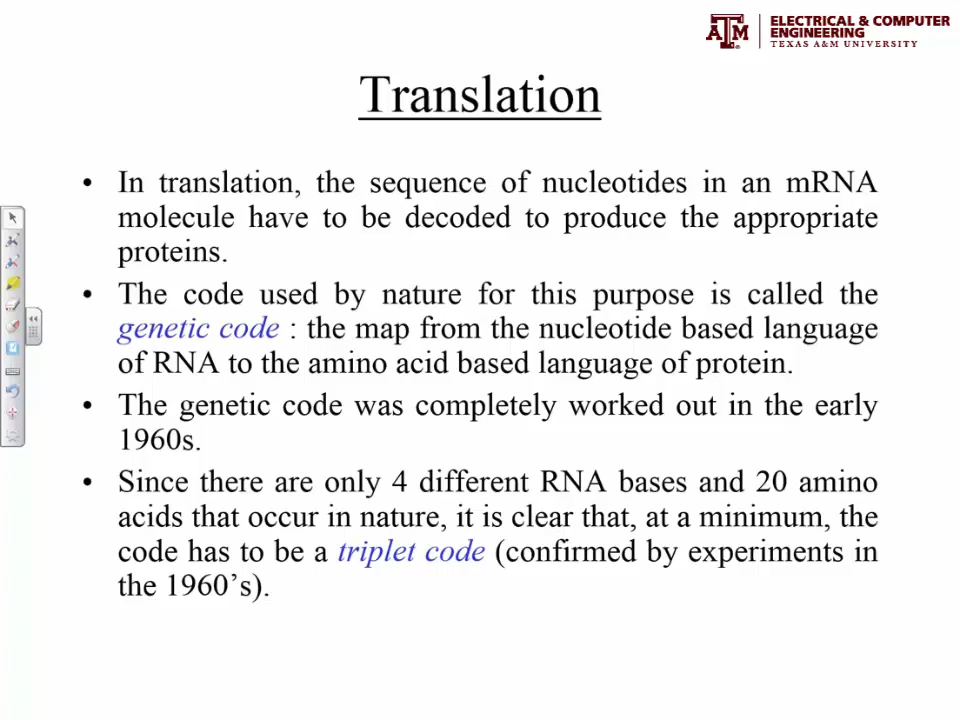 ELECTRICAL & COMPUTER
ENGINEERING
TEXAS A&M UNIVERSITY
ATM
Translation
• In translation, the sequence of nucleotides in an mRNA
molecule have to be decoded to produce the appropriate
proteins.
• The code used by nature for this purpose is called the
genetic code : the map from the nucleotide based language
of RNA to the amino acid based language of protein.
• The genetic code was completely worked out in the early
1960s.
• Since there are only 4 different RNA bases and 20 amino
acids that occur in nature, it is clear that, at a minimum, the
code has to be a triplet code (confirmed by experiments in
the 1960’s).